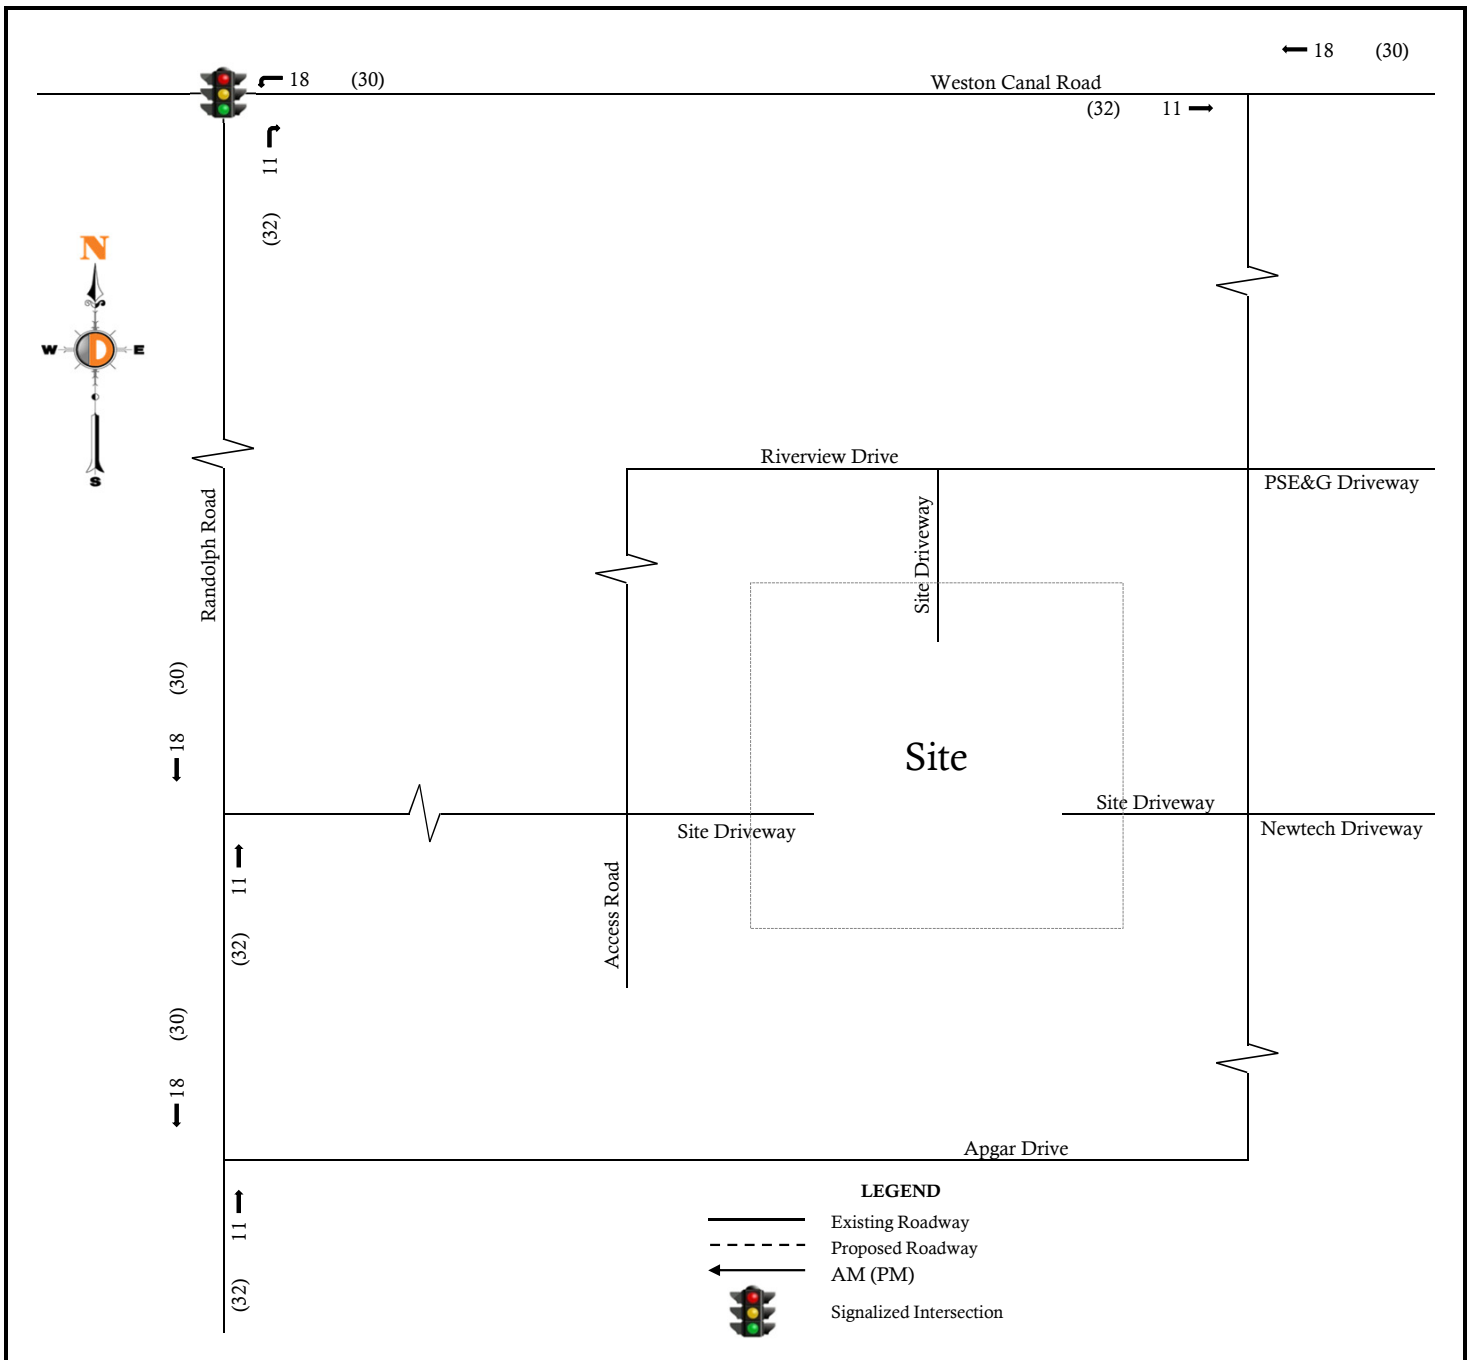 18 (30)
18 (30)
Weston Canal Road
(32) 11
11
(32)
N
W D E
S
Riverview Drive
PSE&G Driveway
Randolph Road
Site Driveway
(30)
18
Site
Site Driveway
Site Driveway
Newtech Driveway
11
(32)
Access Road
(30)
18
Apgar Drive
11
(32)
LEGEND
Existing Roadway
Proposed Roadway
AM (PM)
Signalized Intersection